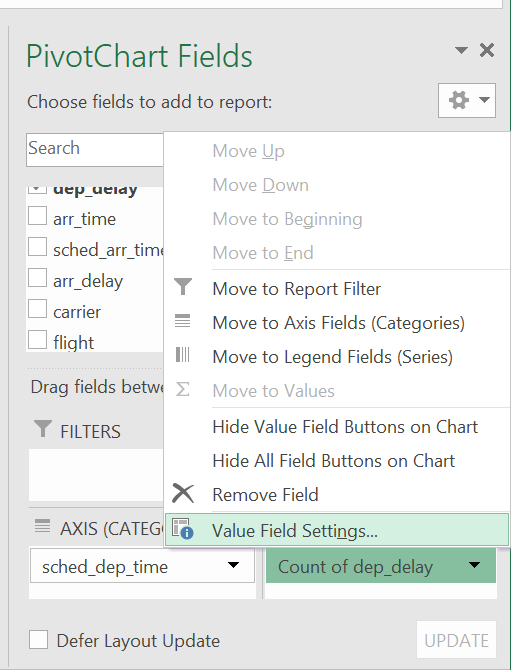 PivotChart Fields
Choose fields to add to report:
Search
dep_delay
arr_time
sched_arr_time
arr_delay
carrier
flight
Move Up
Move Down
Move to Beginning
Move to End
Move to Report Filter
Move to Axis Fields (Categories)
Move to Legend Fields (Series)
Move to Values
Hide Value Field Buttons on Chart
Hide All Field Buttons on Chart
Remove Field
Value Field Settings...
Drag fields betwe
FILTERS
AXIS (CATEG
sched_dep_time
Count of dep_delay
Defer Layout Update
UPDATE